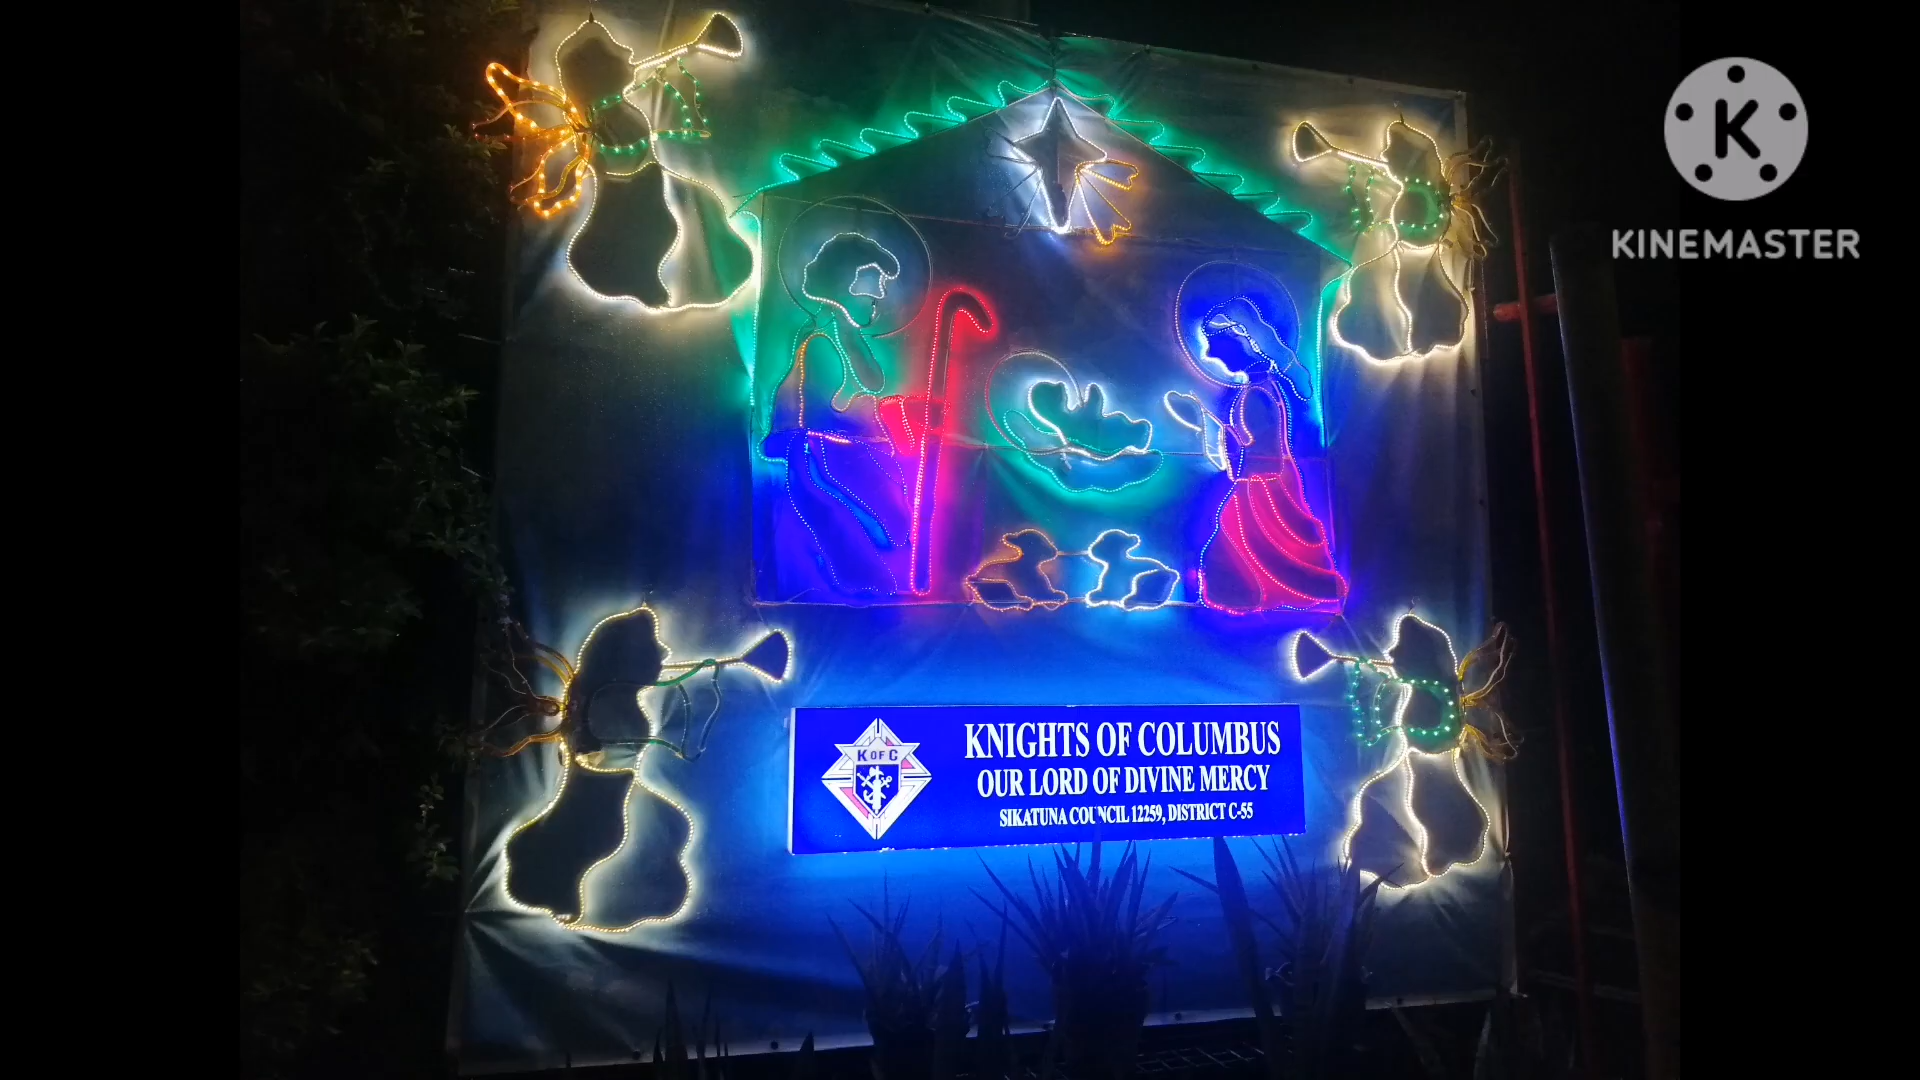 K
KINEMASTER
K OF C
KNIGHTS OF COLUMBUS
OUR LORD OF DIVINE MERCY
SIKATUNA COUNCIL 12259, DISTRICT C-55